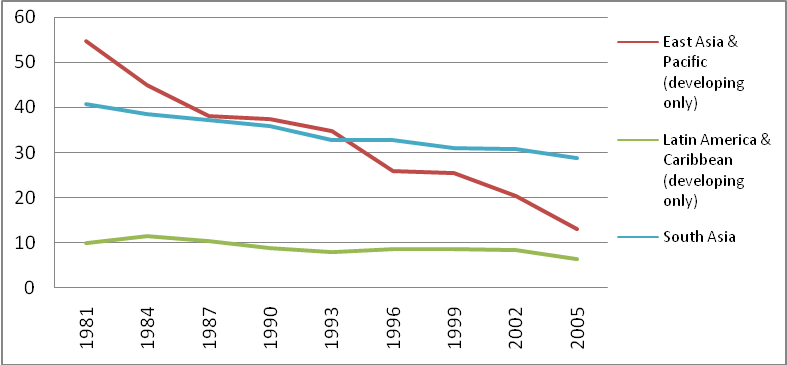 60
50
40
30
20
10
0
1981
1984
1987
1990
1993
1996
1999
2002
2005
East Asia &
Pacific
(developing
only)
Latin America &
Caribbean
(developing
only)
South Asia